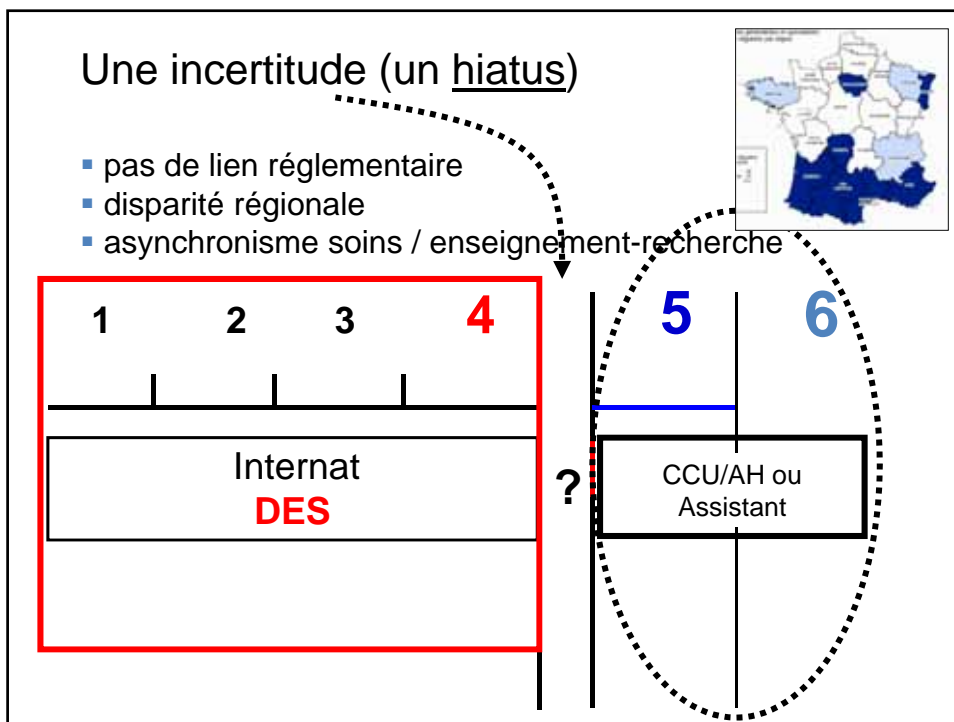 Une incertitude (un hiatus)
▪ pas de lien réglementaire
▪ disparité régionale
▪ asynchronisme soins / enseignement-recherche
1 2 3 4 5 6
Internat
DES
?
CCU/AH ou
Assistant